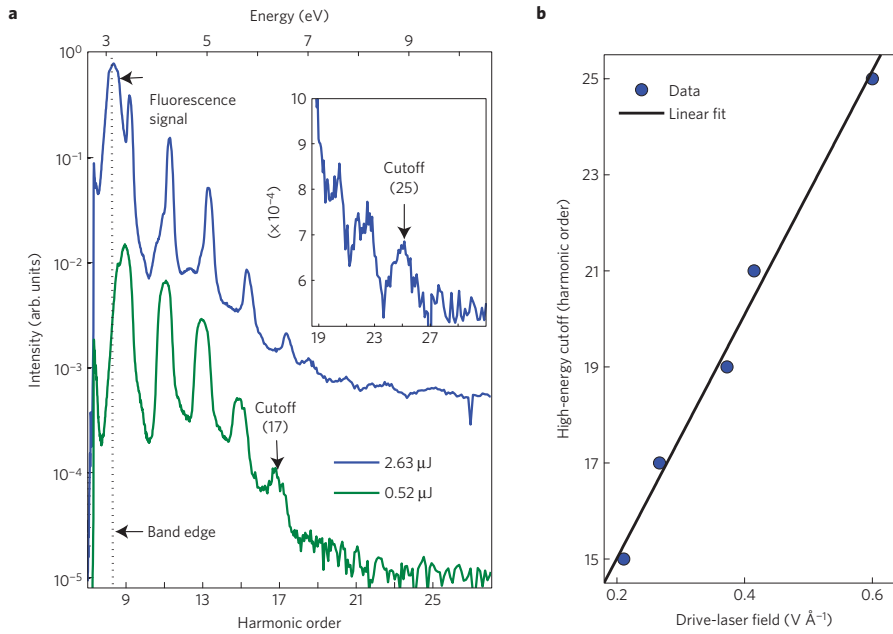 a
Energy (eV)
3 5 7 9
10⁰
10⁻¹
10⁻²
10⁻³
10⁻⁴
10⁻⁵
Intensity (arb. units)
Fluorescence
signal
Cutoff
(17)
2.63 μJ
0.52 μJ
Band edge
9 13 17 21 25
Harmonic order
10
9
8
7
6
(×10⁻⁴)
Cutoff
(25)
19 23 27
b
Data
Linear fit
25
21
19
17
15
High-energy cutoff (harmonic order)
0.2 0.4 0.6
Drive-laser field (V Å⁻¹)